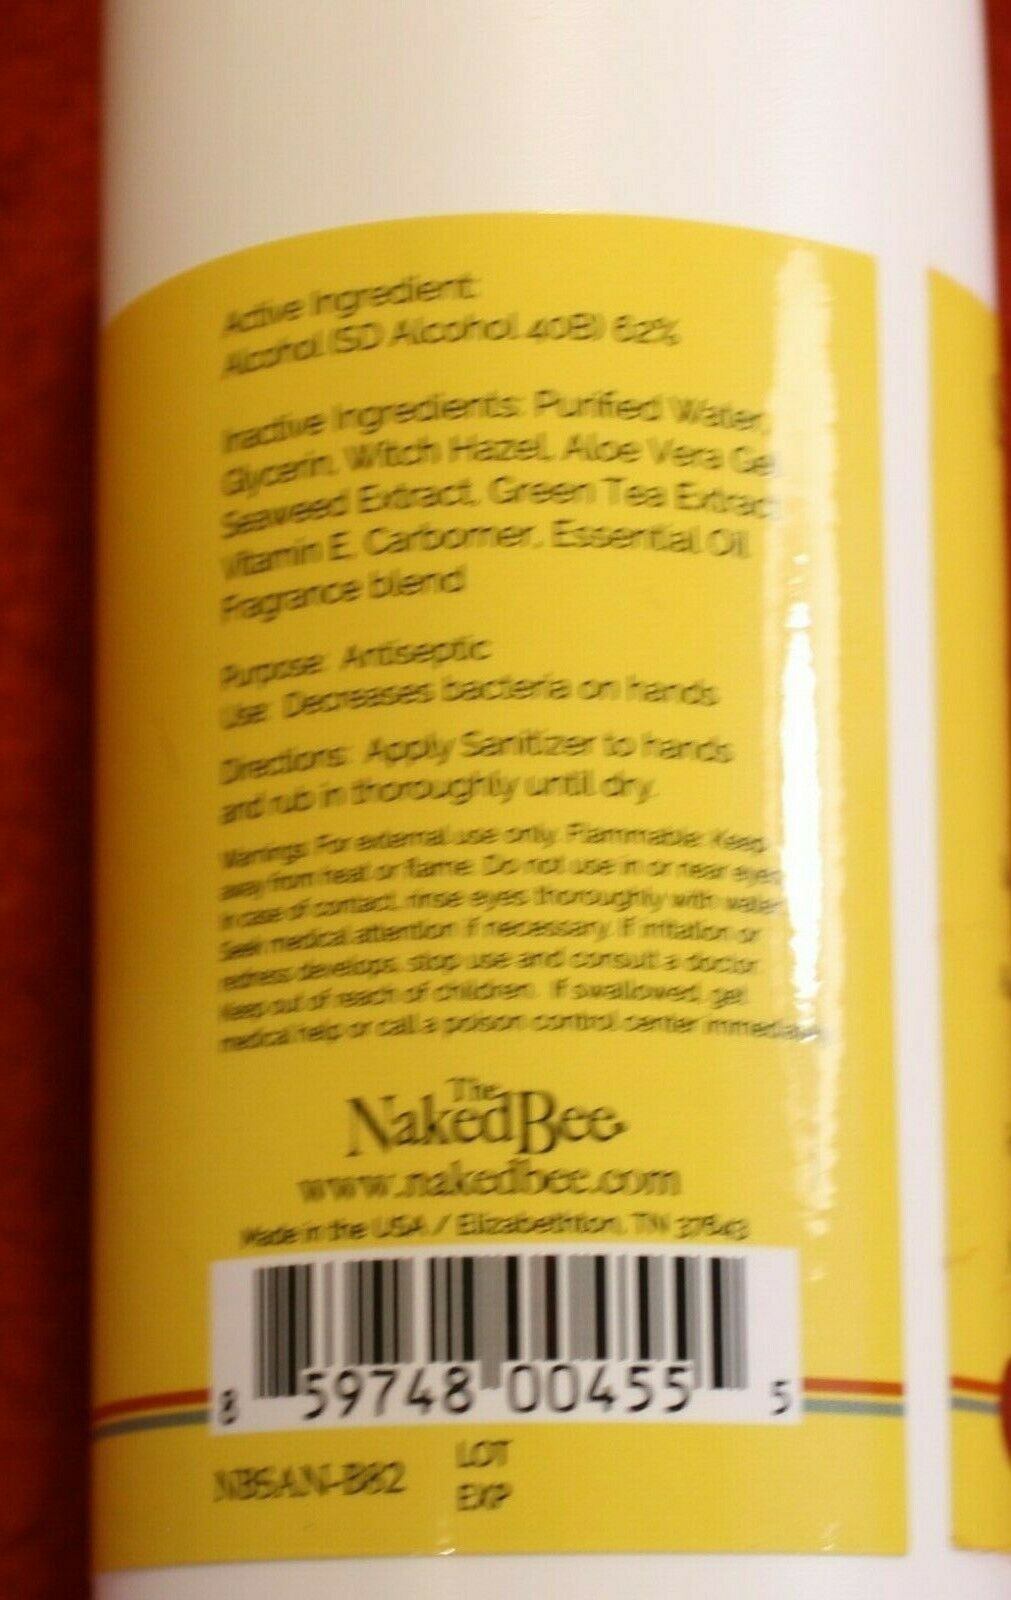 Active Ingredient:
Alcohol (SD Alcohol 40B) 62%
Inactive Ingredients: Purified Water,
Glycerin, Witch Hazel, Aloe Vera Gel,
Seaweed Extract, Green Tea Extract,
Vitamin E, Carbomer, Essential Oil
Fragrance blend
Purpose: Antiseptic
Use: Decreases bacteria on hands
Directions: Apply Sanitizer to hands
and rub in thoroughly until dry.
Warnings: For external use only. Flammable: Keep
away from heat or flame. Do not use in or near eyes.
In case of contact, rinse eyes thoroughly with water.
Seek medical attention if necessary. If irritation or
redness develops, stop use and consult a doctor.
Keep out of reach of children. If swallowed, get
medical help or call a poison control center immediately.
The
Naked Bee
www.nakedbee.com
Made in the USA / Elizabethton, TN 37643
8 59748 00455 5
NBSAN-B82
LOT
EXP